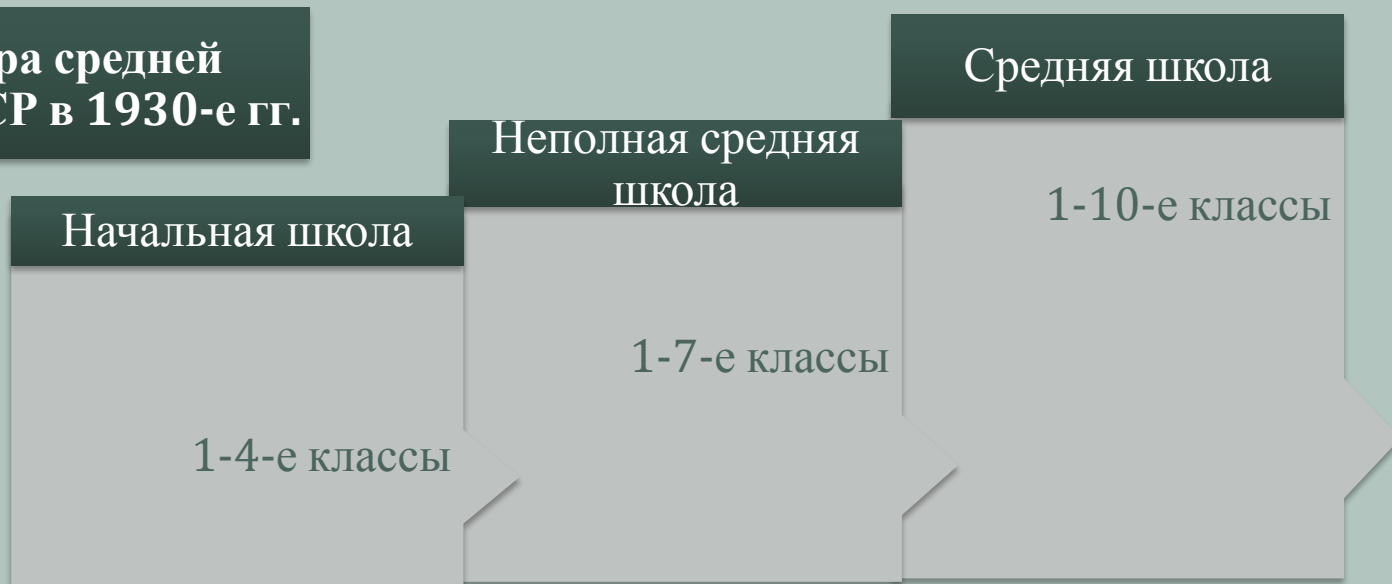 ра средней
СР в 1930-е гг.
Начальная школа
1-4-е классы
Неполная средняя
школа
1-7-е классы
Средняя школа
1-10-е классы